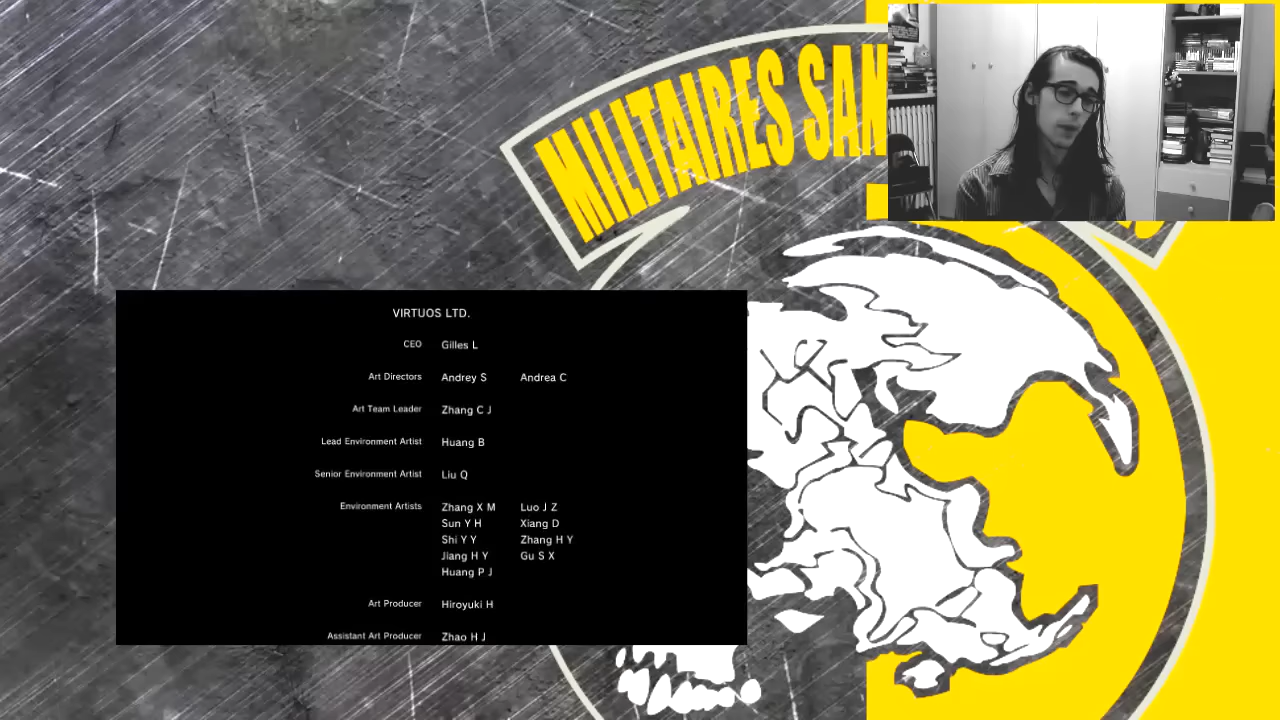 MILITAIRES SAN
VIRTUOS LTD.
CEO Gilles L
Art Directors Andrey S Andrea C
Art Team Leader Zhang C J
Lead Environment Artist Huang B
Senior Environment Artist Liu Q
Environment Artists Zhang X M Luo J Z
Sun Y H Xiang D
Shi Y Y Zhang H Y
Jiang H Y Gu S X
Huang P J
Art Producer Hiroyuki H
Assistant Art Producer Zhao H J